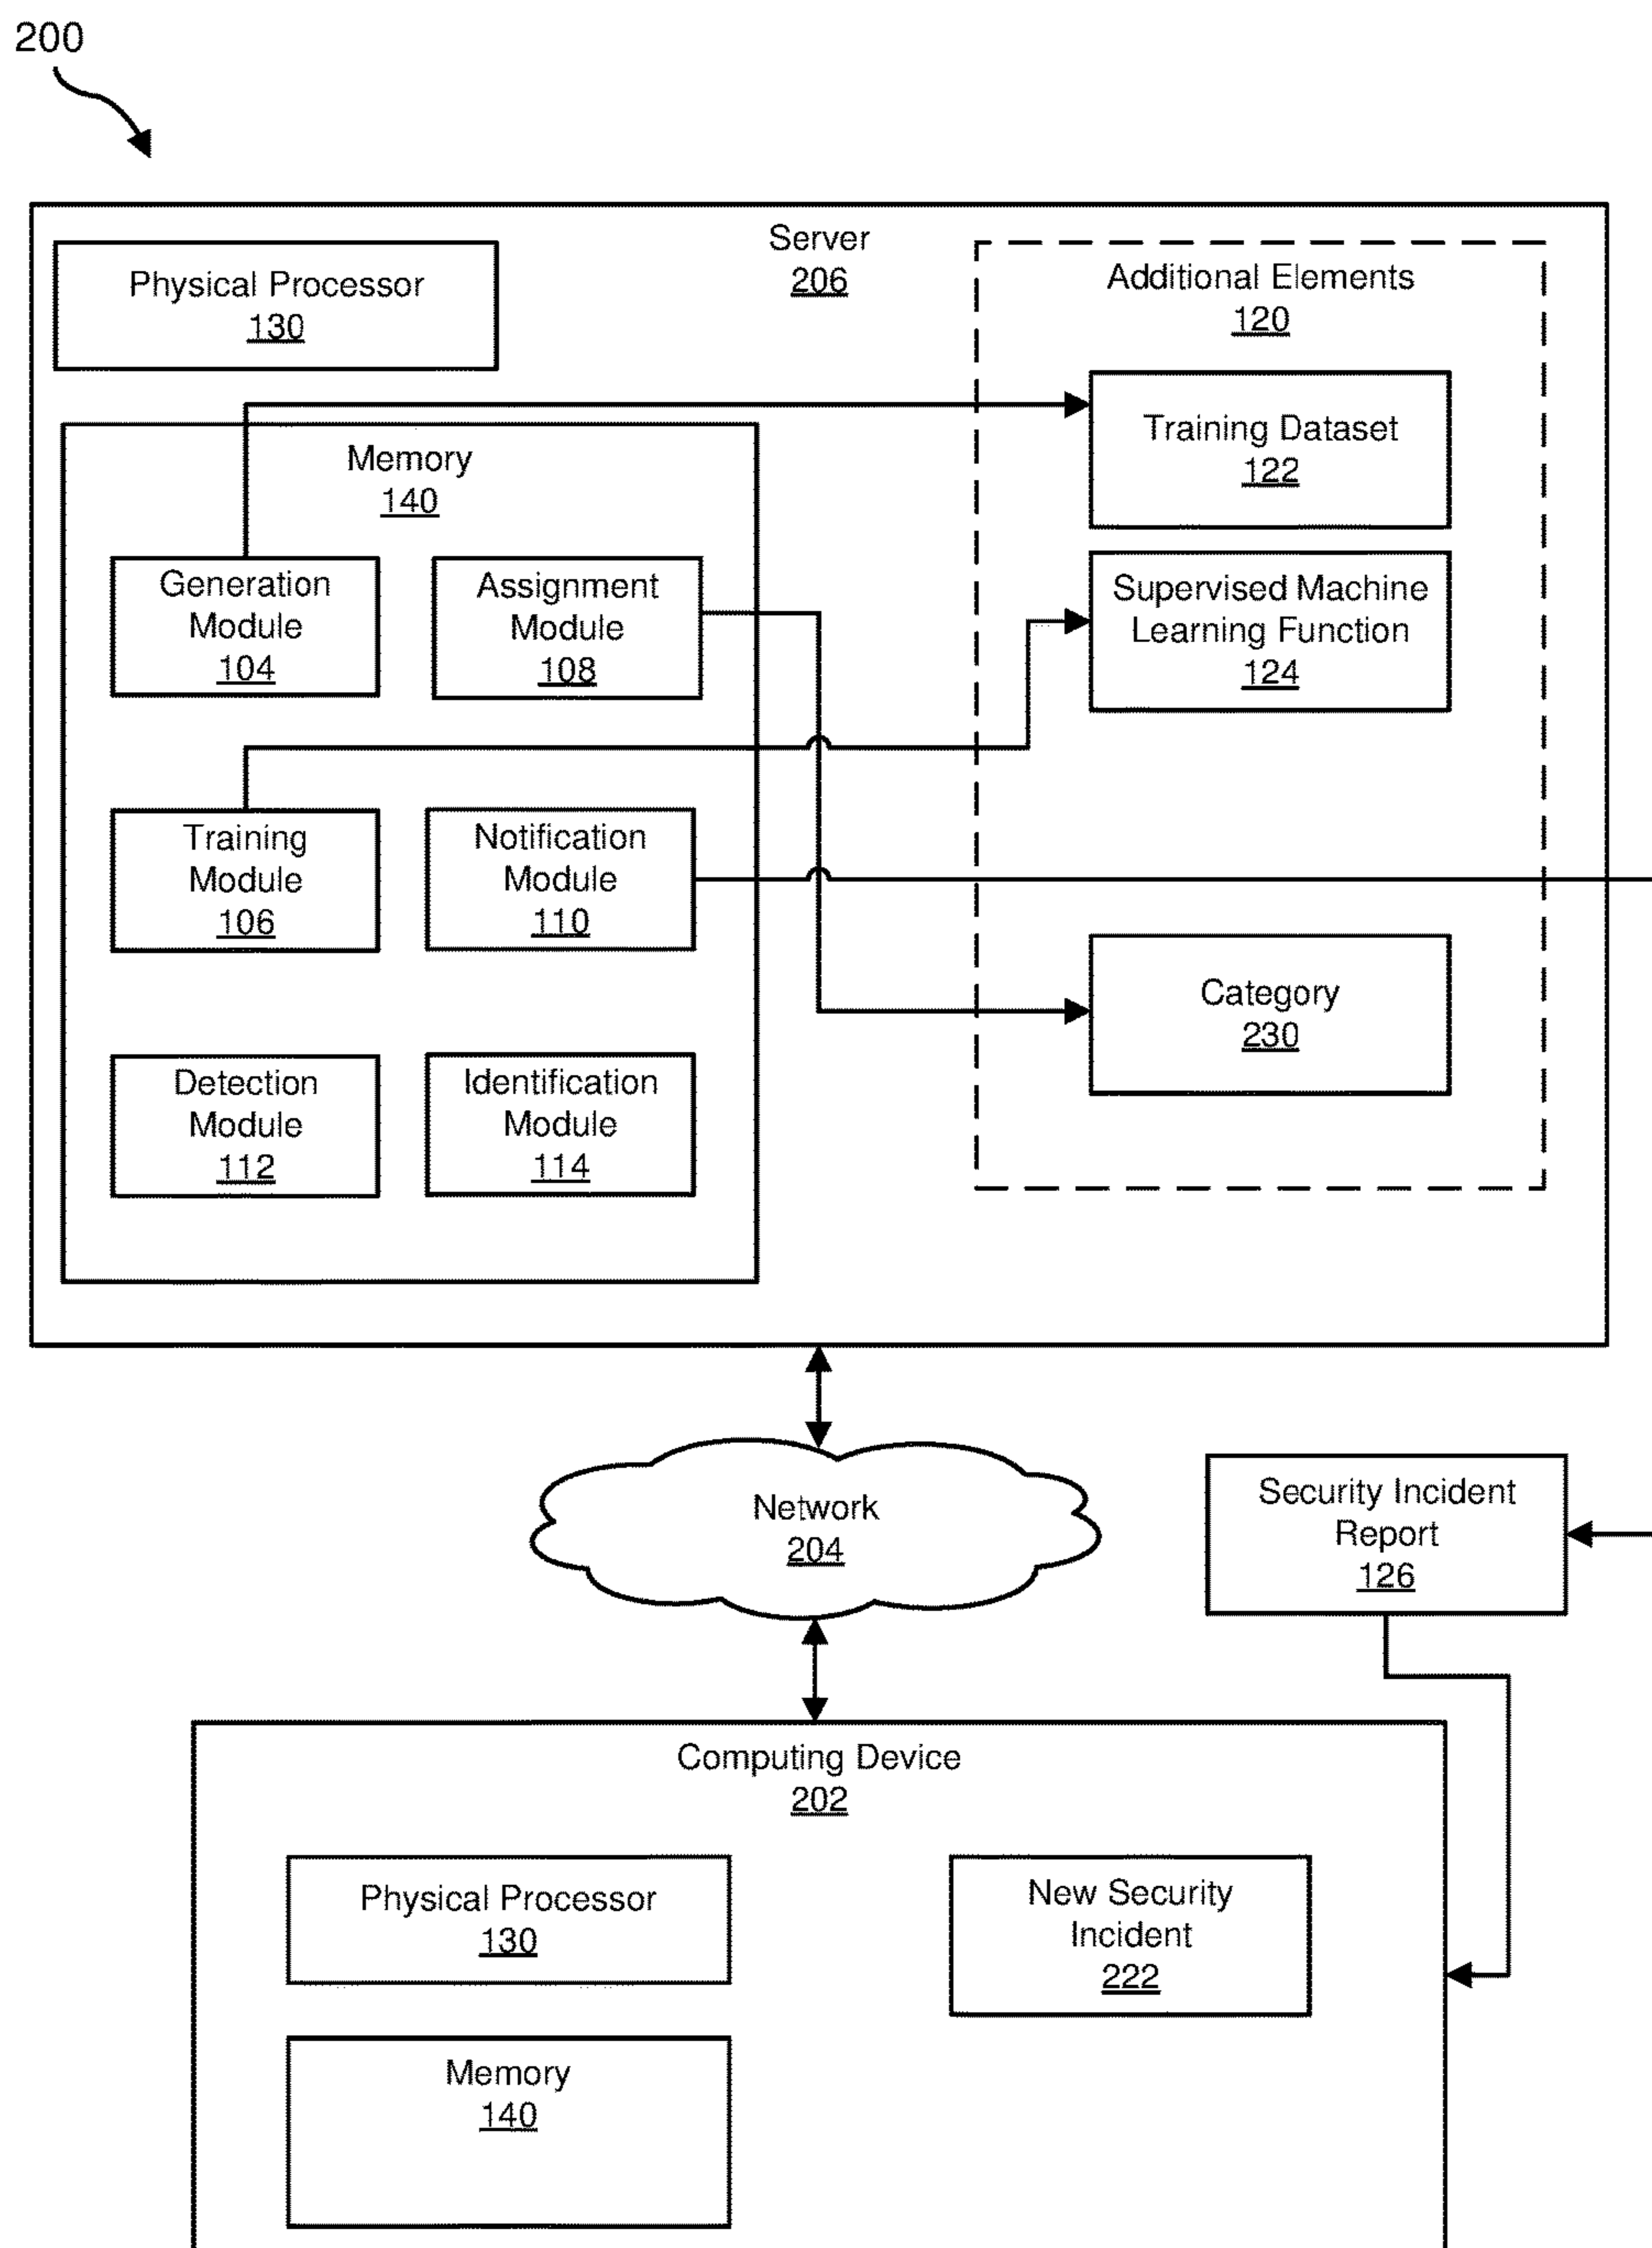 200
Server
206
Physical Processor
130
Additional Elements
120
Training Dataset
122
Memory
140
Generation
Module
104
Assignment
Module
108
Supervised Machine
Learning Function
124
Training
Module
106
Notification
Module
110
Category
230
Detection
Module
112
Identification
Module
114
Network
204
Security Incident
Report
126
Computing Device
202
Physical Processor
130
New Security
Incident
222
Memory
140